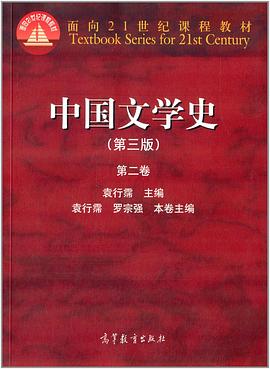 面向21世纪课程教材
Textbook Series for 21st Century
中国文学史
(第三版)
第二卷
袁行霈 主编
袁行霈 罗宗强 本卷主编
高等教育出版社